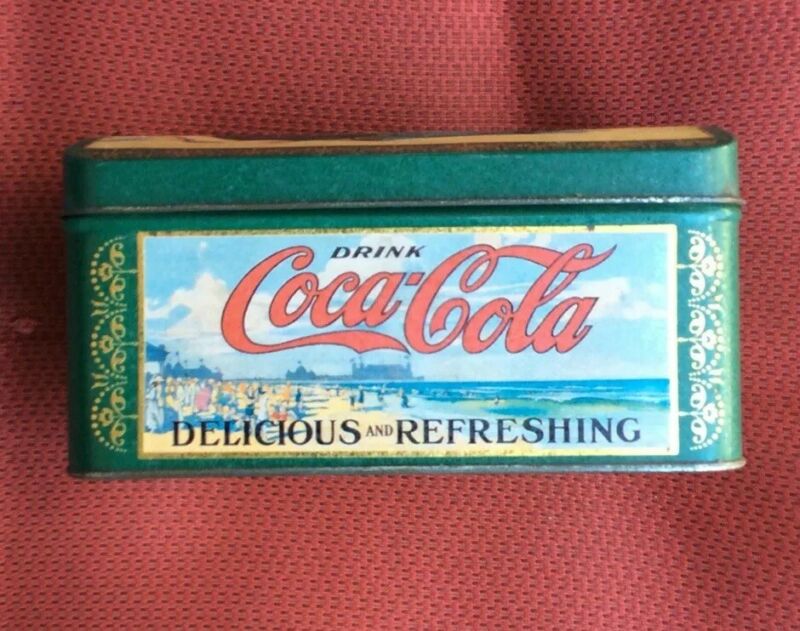 DRINK
Coca-Cola
DELICIOUS AND REFRESHING